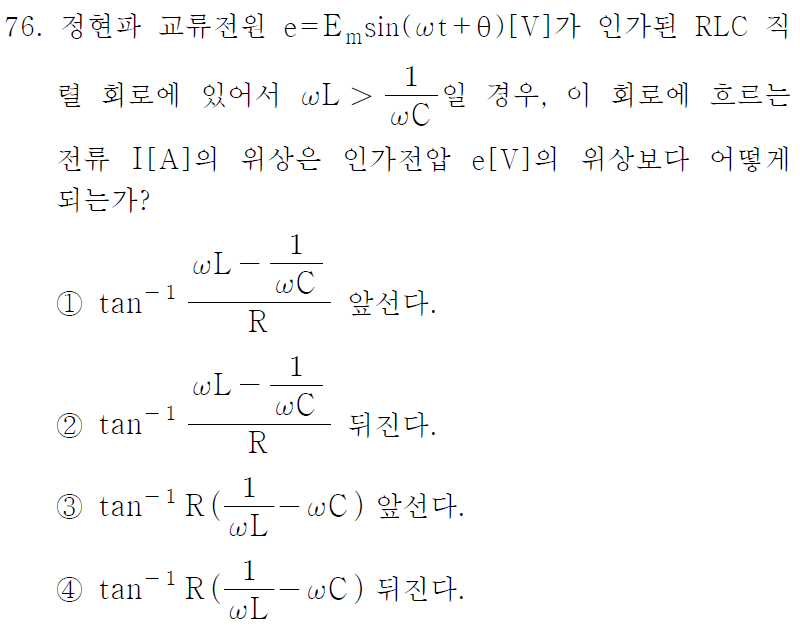 76. 정현파 교류전원 e=E_m sin(ωt+θ)[V]가 인가된 RLC 직
렬 회로에 있어서 ωL > 1/ωC 일 경우, 이 회로에 흐르는
전류 I[A]의 위상은 인가전압 e[V]의 위상보다 어떻게
되는가?
① tan⁻¹ (ωL - 1/ωC)/R 앞선다.
② tan⁻¹ (ωL - 1/ωC)/R 뒤진다.
③ tan⁻¹ R(1/ωL - ωC) 앞선다.
④ tan⁻¹ R(1/ωL - ωC) 뒤진다.